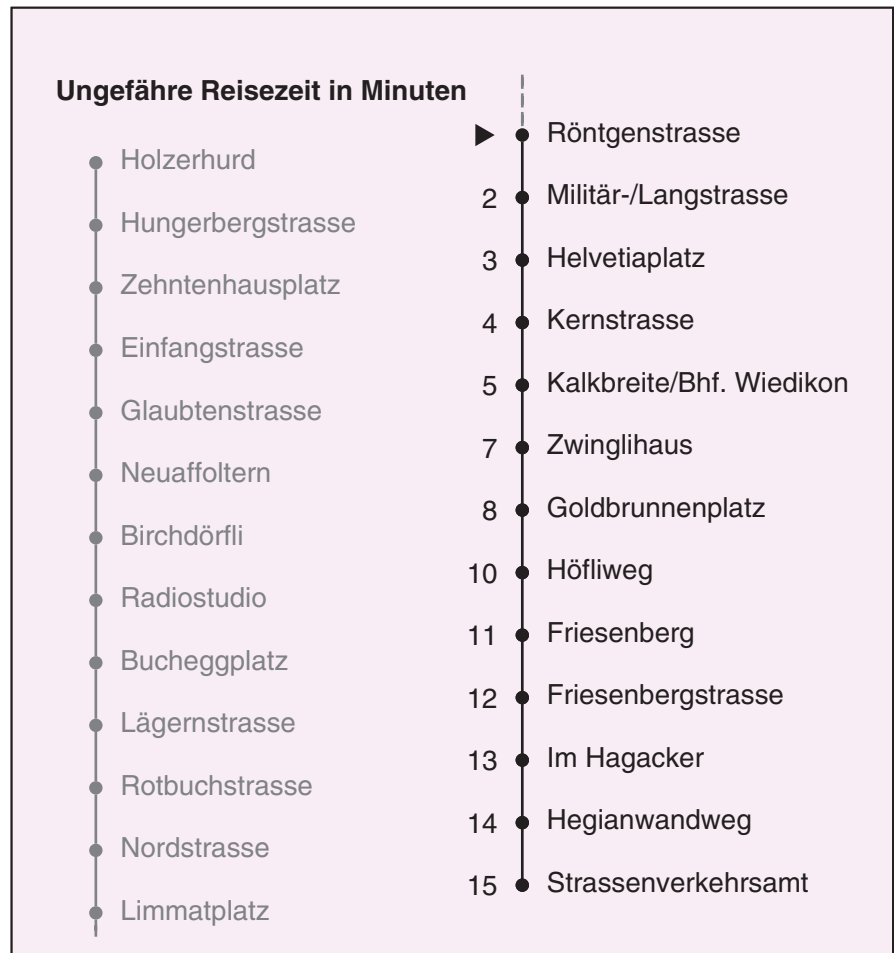 Ungefähre Reisezeit in Minuten
Holzerhurd
Hungerbergstrasse
Zehntenhausplatz
Einfangstrasse
Glaubtenstrasse
Neuaffoltern
Birchdörfli
Radiostudio
Bucheggplatz
Lägernstrasse
Rotbuchstrasse
Nordstrasse
Limmatplatz
Röntgenstrasse
2 Militär-/Langstrasse
3 Helvetiaplatz
4 Kernstrasse
5 Kalkbreite/Bhf. Wiedikon
7 Zwinglihaus
8 Goldbrunnenplatz
10 Höfliweg
11 Friesenberg
12 Friesenbergstrasse
13 Im Hagacker
14 Hegianwandweg
15 Strassenverkehrsamt